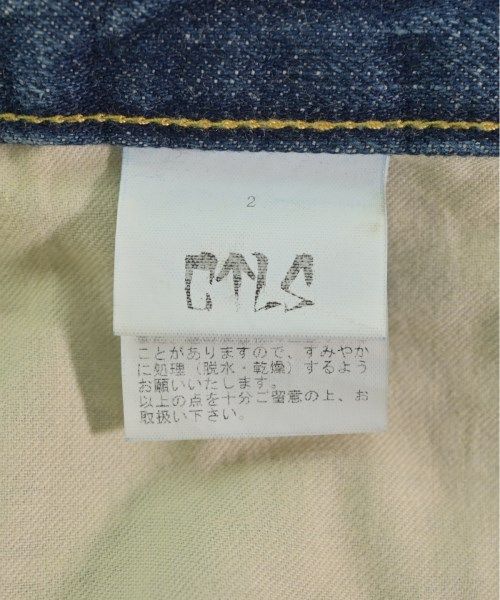 2
CTLS
ことがありますので、すみやか
に処理（脱水・乾燥）するよう
お願いいたします。
以上の点を十分ご留意の上、お
取扱い下さい。